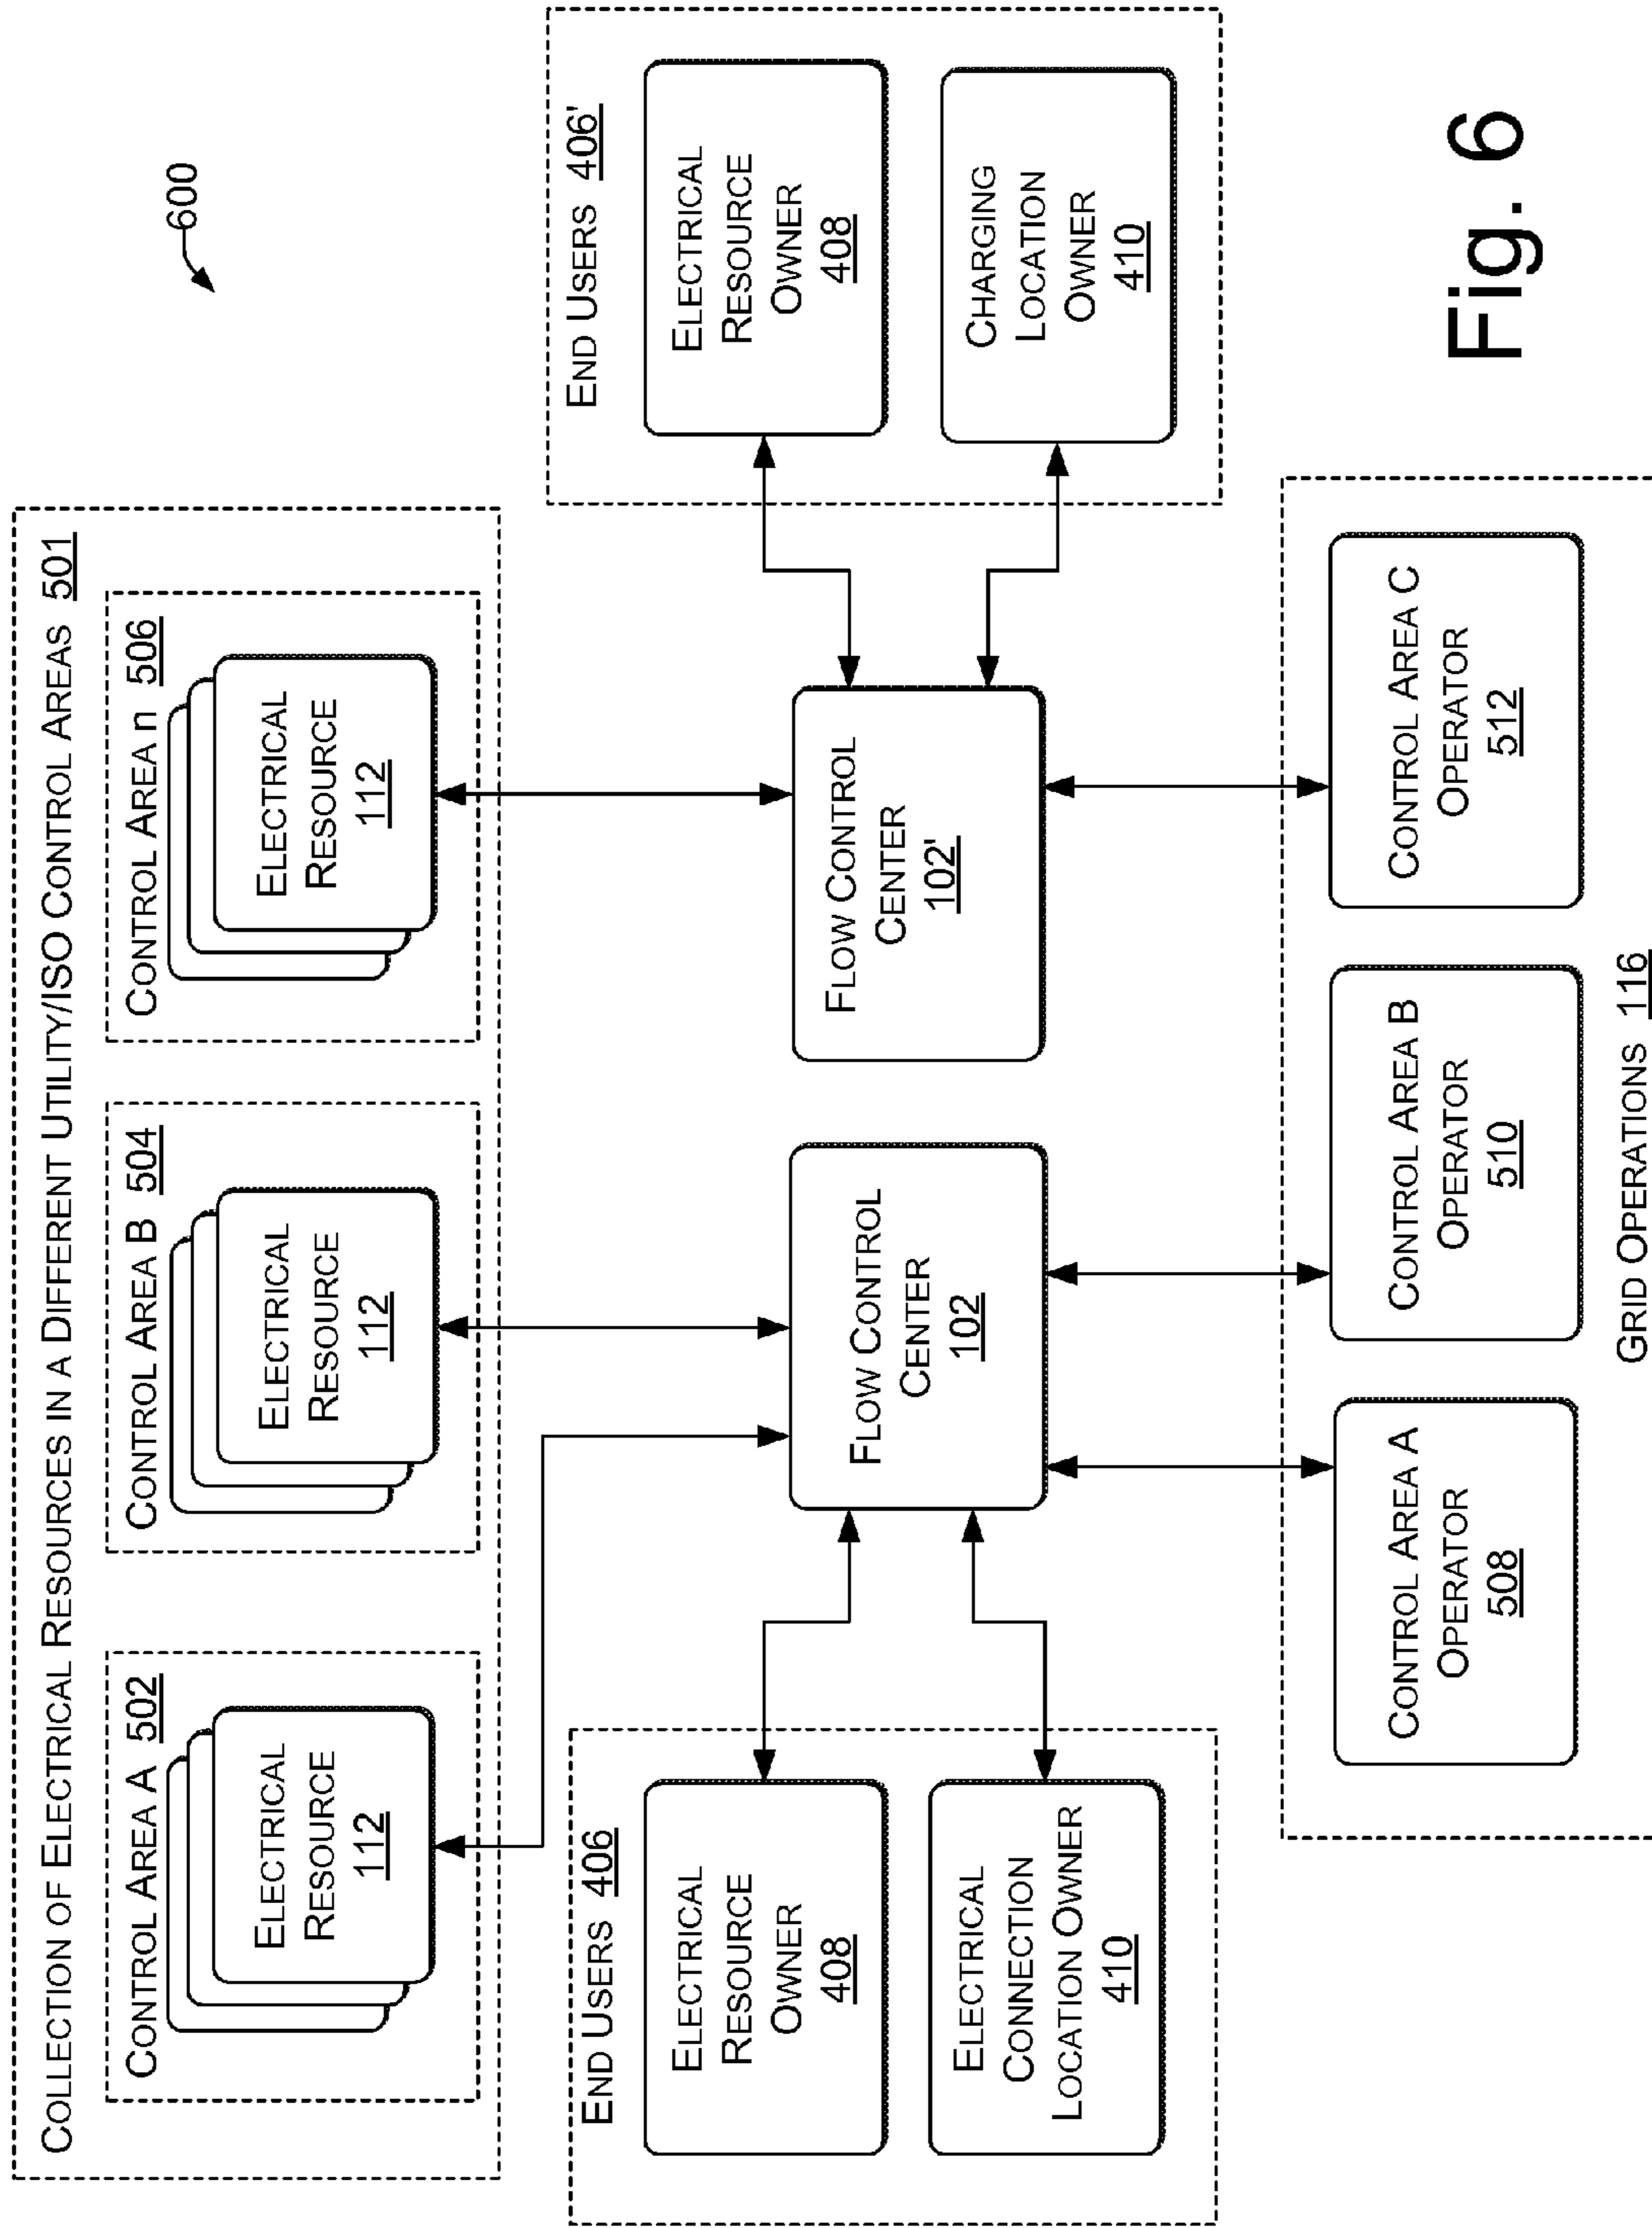 600
COLLECTION OF ELECTRICAL RESOURCES IN A DIFFERENT UTILITY/ISO CONTROL AREAS 501
CONTROL AREA A 502
ELECTRICAL
RESOURCE
112
CONTROL AREA B 504
ELECTRICAL
RESOURCE
112
CONTROL AREA n 506
ELECTRICAL
RESOURCE
112
END USERS 406
ELECTRICAL
RESOURCE
OWNER
408
ELECTRICAL
CONNECTION
LOCATION OWNER
410
FLOW CONTROL
CENTER
102
FLOW CONTROL
CENTER
102'
END USERS 406'
ELECTRICAL
RESOURCE
OWNER
408
CHARGING
LOCATION
OWNER
410
CONTROL AREA A
OPERATOR
508
CONTROL AREA B
OPERATOR
510
CONTROL AREA C
OPERATOR
512
GRID OPERATIONS 116
Fig. 6